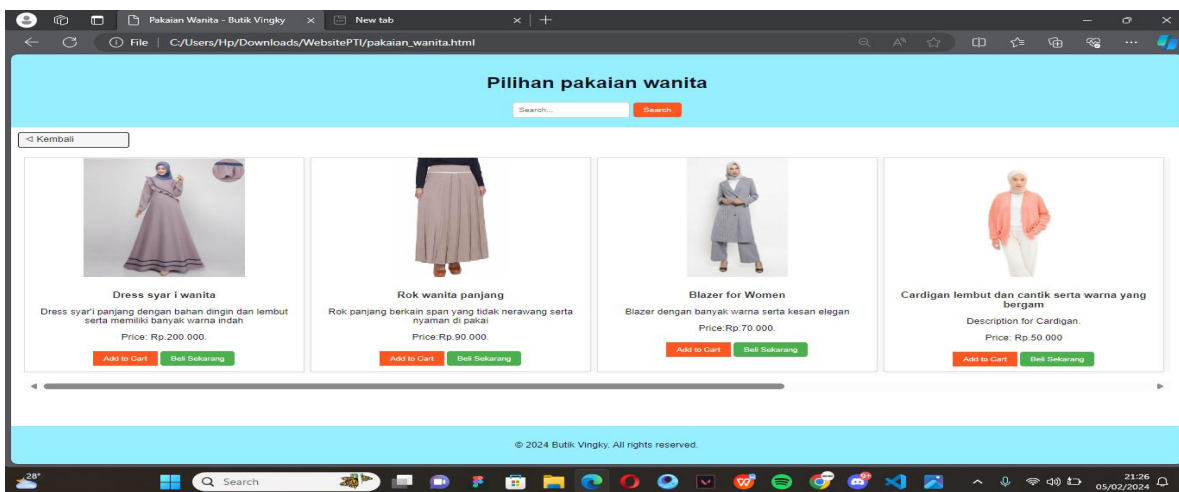 Pakaian Wanita - Butik Vingky
New tab
File
C:/Users/Hp/Downloads/WebsitePTI/pakaian_wanita.html
Pilihan pakaian wanita
Search...
Search
Kembali
Dress syar i wanita
Dress syar'i panjang dengan bahan dingin dan lembut
serta memiliki banyak warna indah
Price: Rp.200.000.
Add to Cart
Beli Sekarang
Rok wanita panjang
Rok panjang berkain span yang tidak nerawang serta
nyaman di pakai
Price:Rp.90.000.
Add to Cart
Beli Sekarang
Blazer for Women
Blazer dengan banyak warna serta kesan elegan
Price:Rp.70.000.
Add to Cart
Beli Sekarang
Cardigan lembut dan cantik serta warna yang
bergam
Description for Cardigan.
Price: Rp.50.000
Add to Cart
Beli Sekarang
© 2024 Butik Vingky. All rights reserved.
28°
Search
21:26
05/02/2024